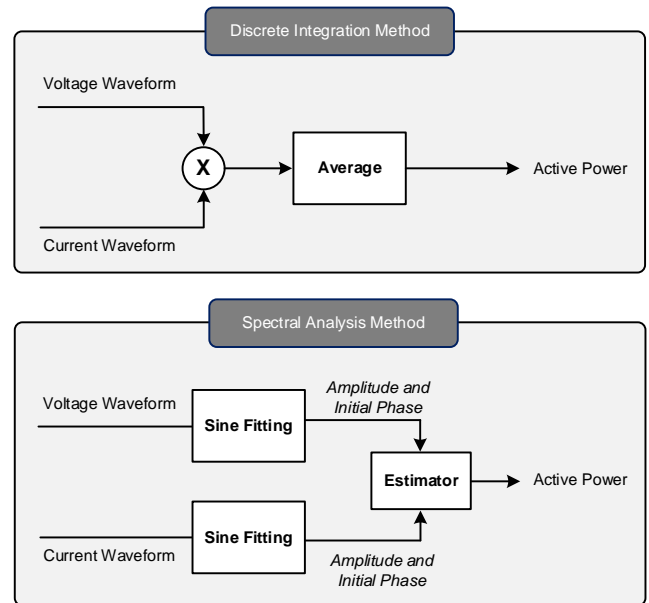 Discrete Integration Method
Voltage Waveform
X
Average
Active Power
Current Waveform
Spectral Analysis Method
Voltage Waveform
Sine Fitting
Amplitude and
Initial Phase
Estimator
Active Power
Current Waveform
Sine Fitting
Amplitude and
Initial Phase